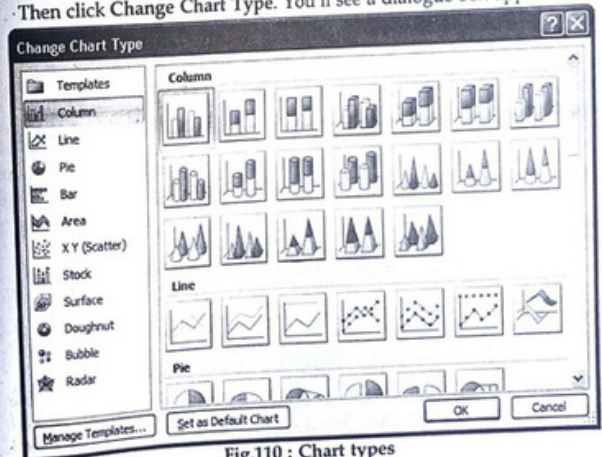 Then click Change Chart Type. You'll see a dialogue box
Change Chart Type
Templates
Column
Line
Pie
Bar
Area
X Y (Scatter)
Stock
Surface
Doughnut
Bubble
Radar
Column
Line
Pie
Manage Templates...
Set as Default Chart
OK
Cancel
Fig.110 : Chart types